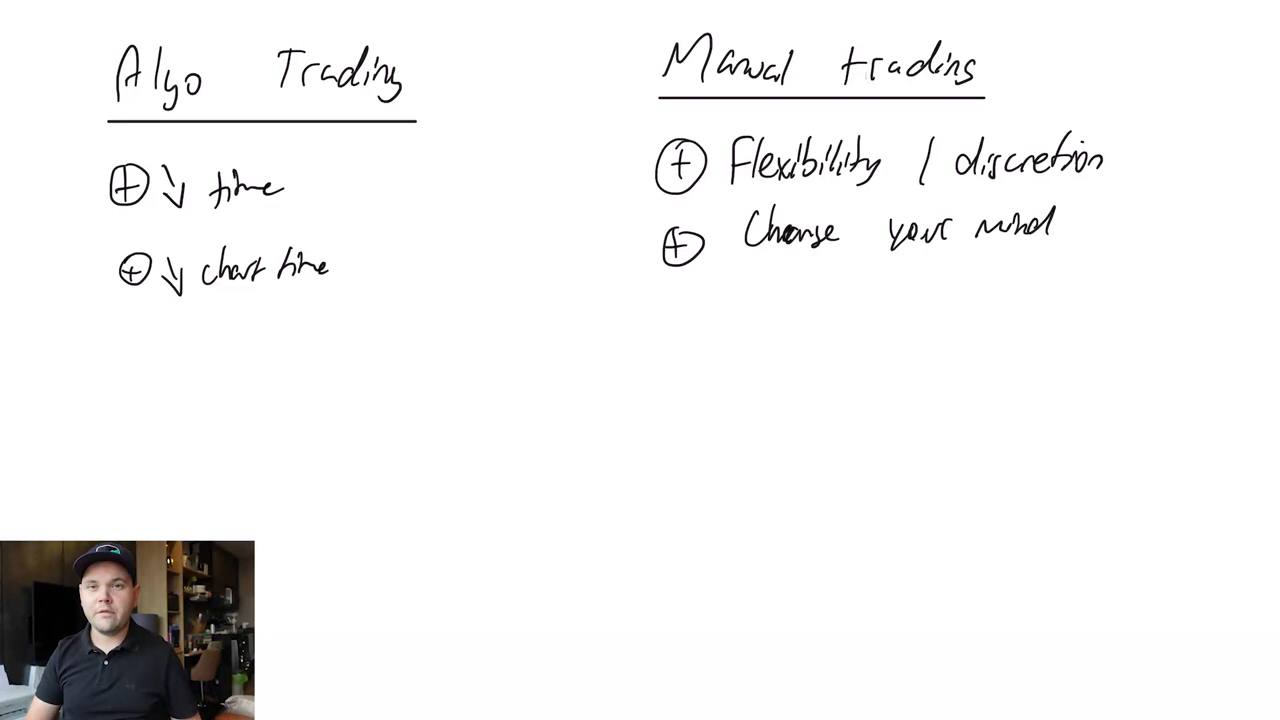 Algo Trading
⊕ ↘ time
⊕ ↘ chart time
Manual trading
⊕ Flexibility / discretion
⊕ Change your mind